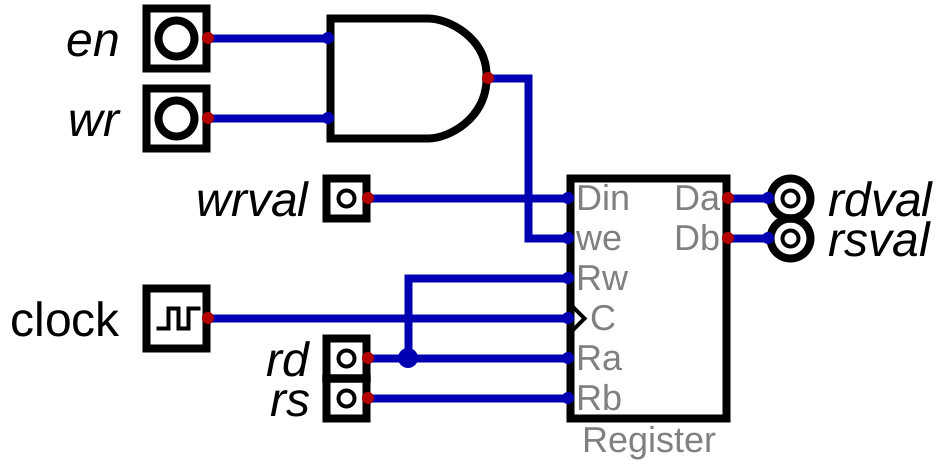 en
wr
wrval
Din
Da
rdval
we
Db
rsval
Rw
clock
C
rd
Ra
rs
Rb
Register